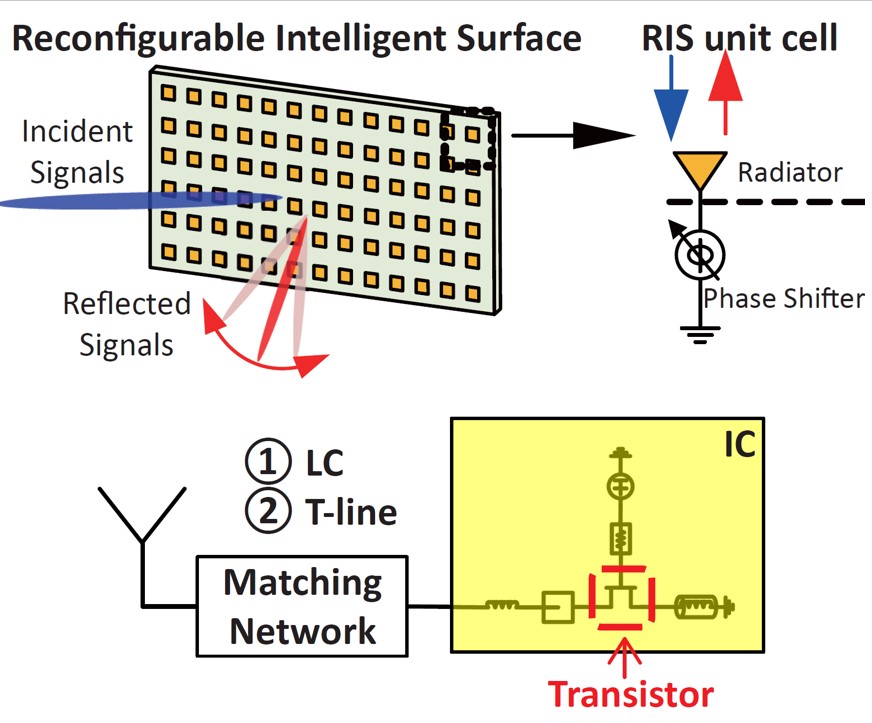 Reconfigurable Intelligent Surface
RIS unit cell
Incident
Signals
Radiator
Phase Shifter
Reflected
Signals
1 LC
2 T-line
IC
Matching
Network
Transistor